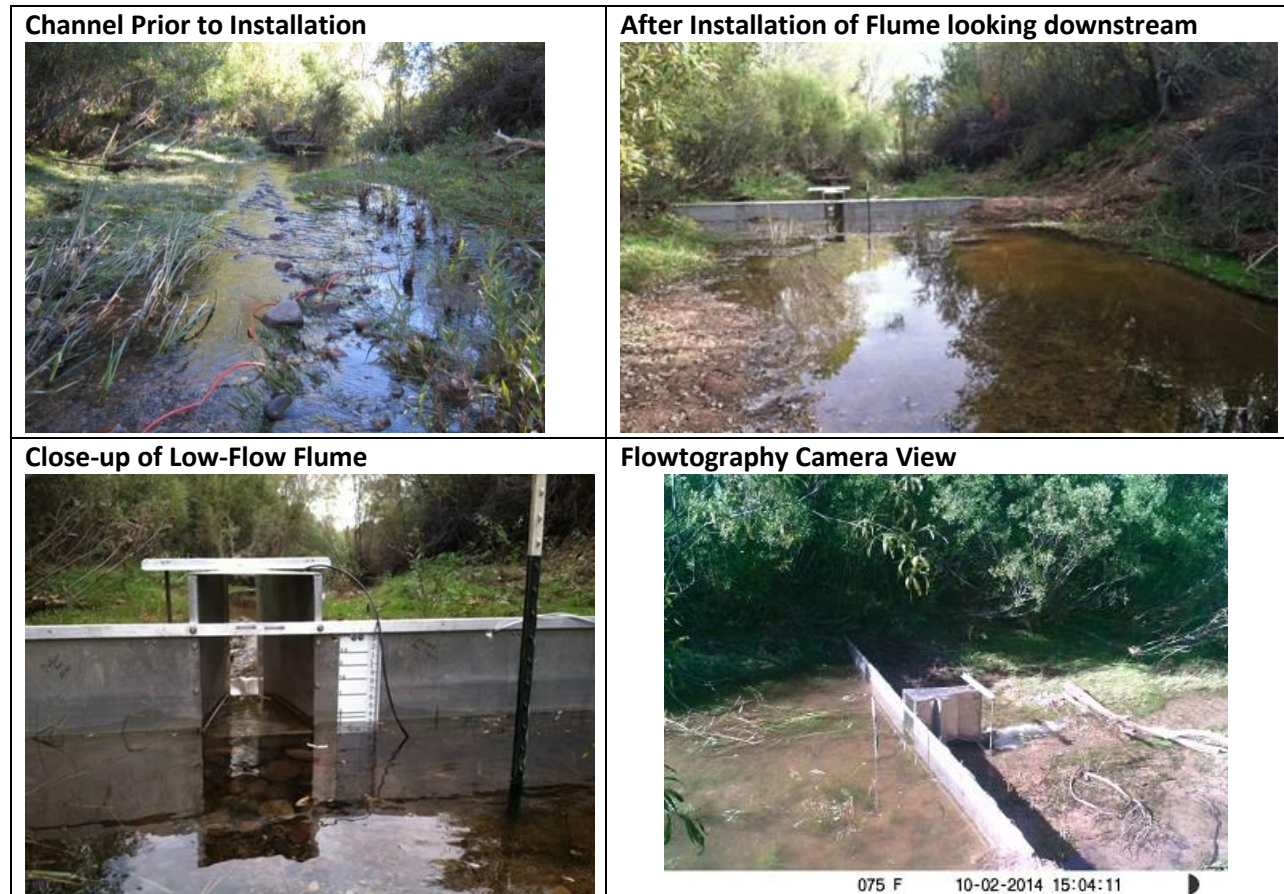 Channel Prior to Installation
After Installation of Flume looking downstream
Close-up of Low-Flow Flume
Flowtography Camera View
075 F 10-02-2014 15:04:11